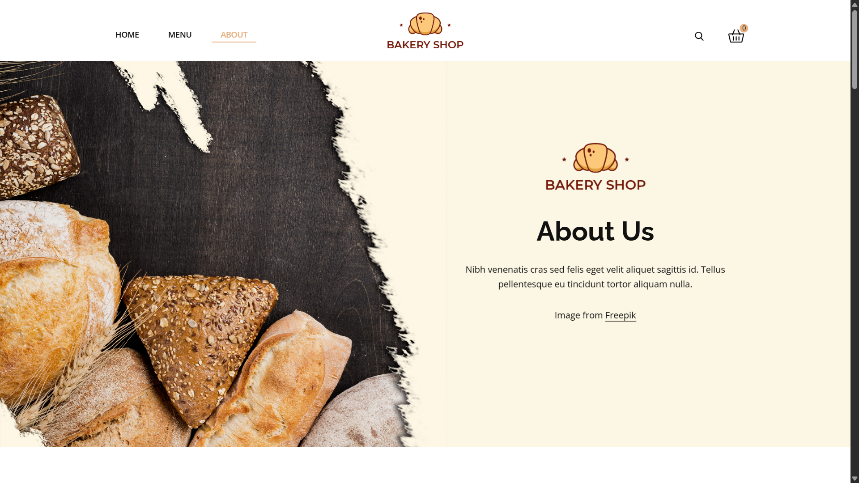 HOME
MENU
ABOUT
BAKERY SHOP
0
BAKERY SHOP
About Us
Nibh venenatis cras sed felis eget velit aliquet sagittis id. Tellus
pellentesque eu tincidunt tortor aliquam nulla.
Image from Freepik